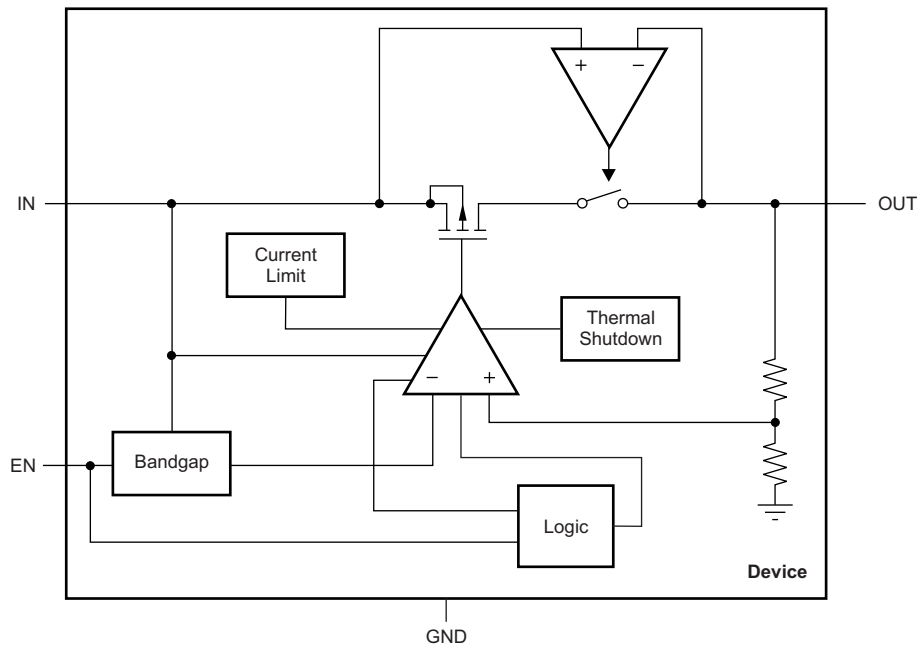 + −
IN
OUT
Current
Limit
Thermal
Shutdown
− +
EN
Bandgap
Logic
Device
GND